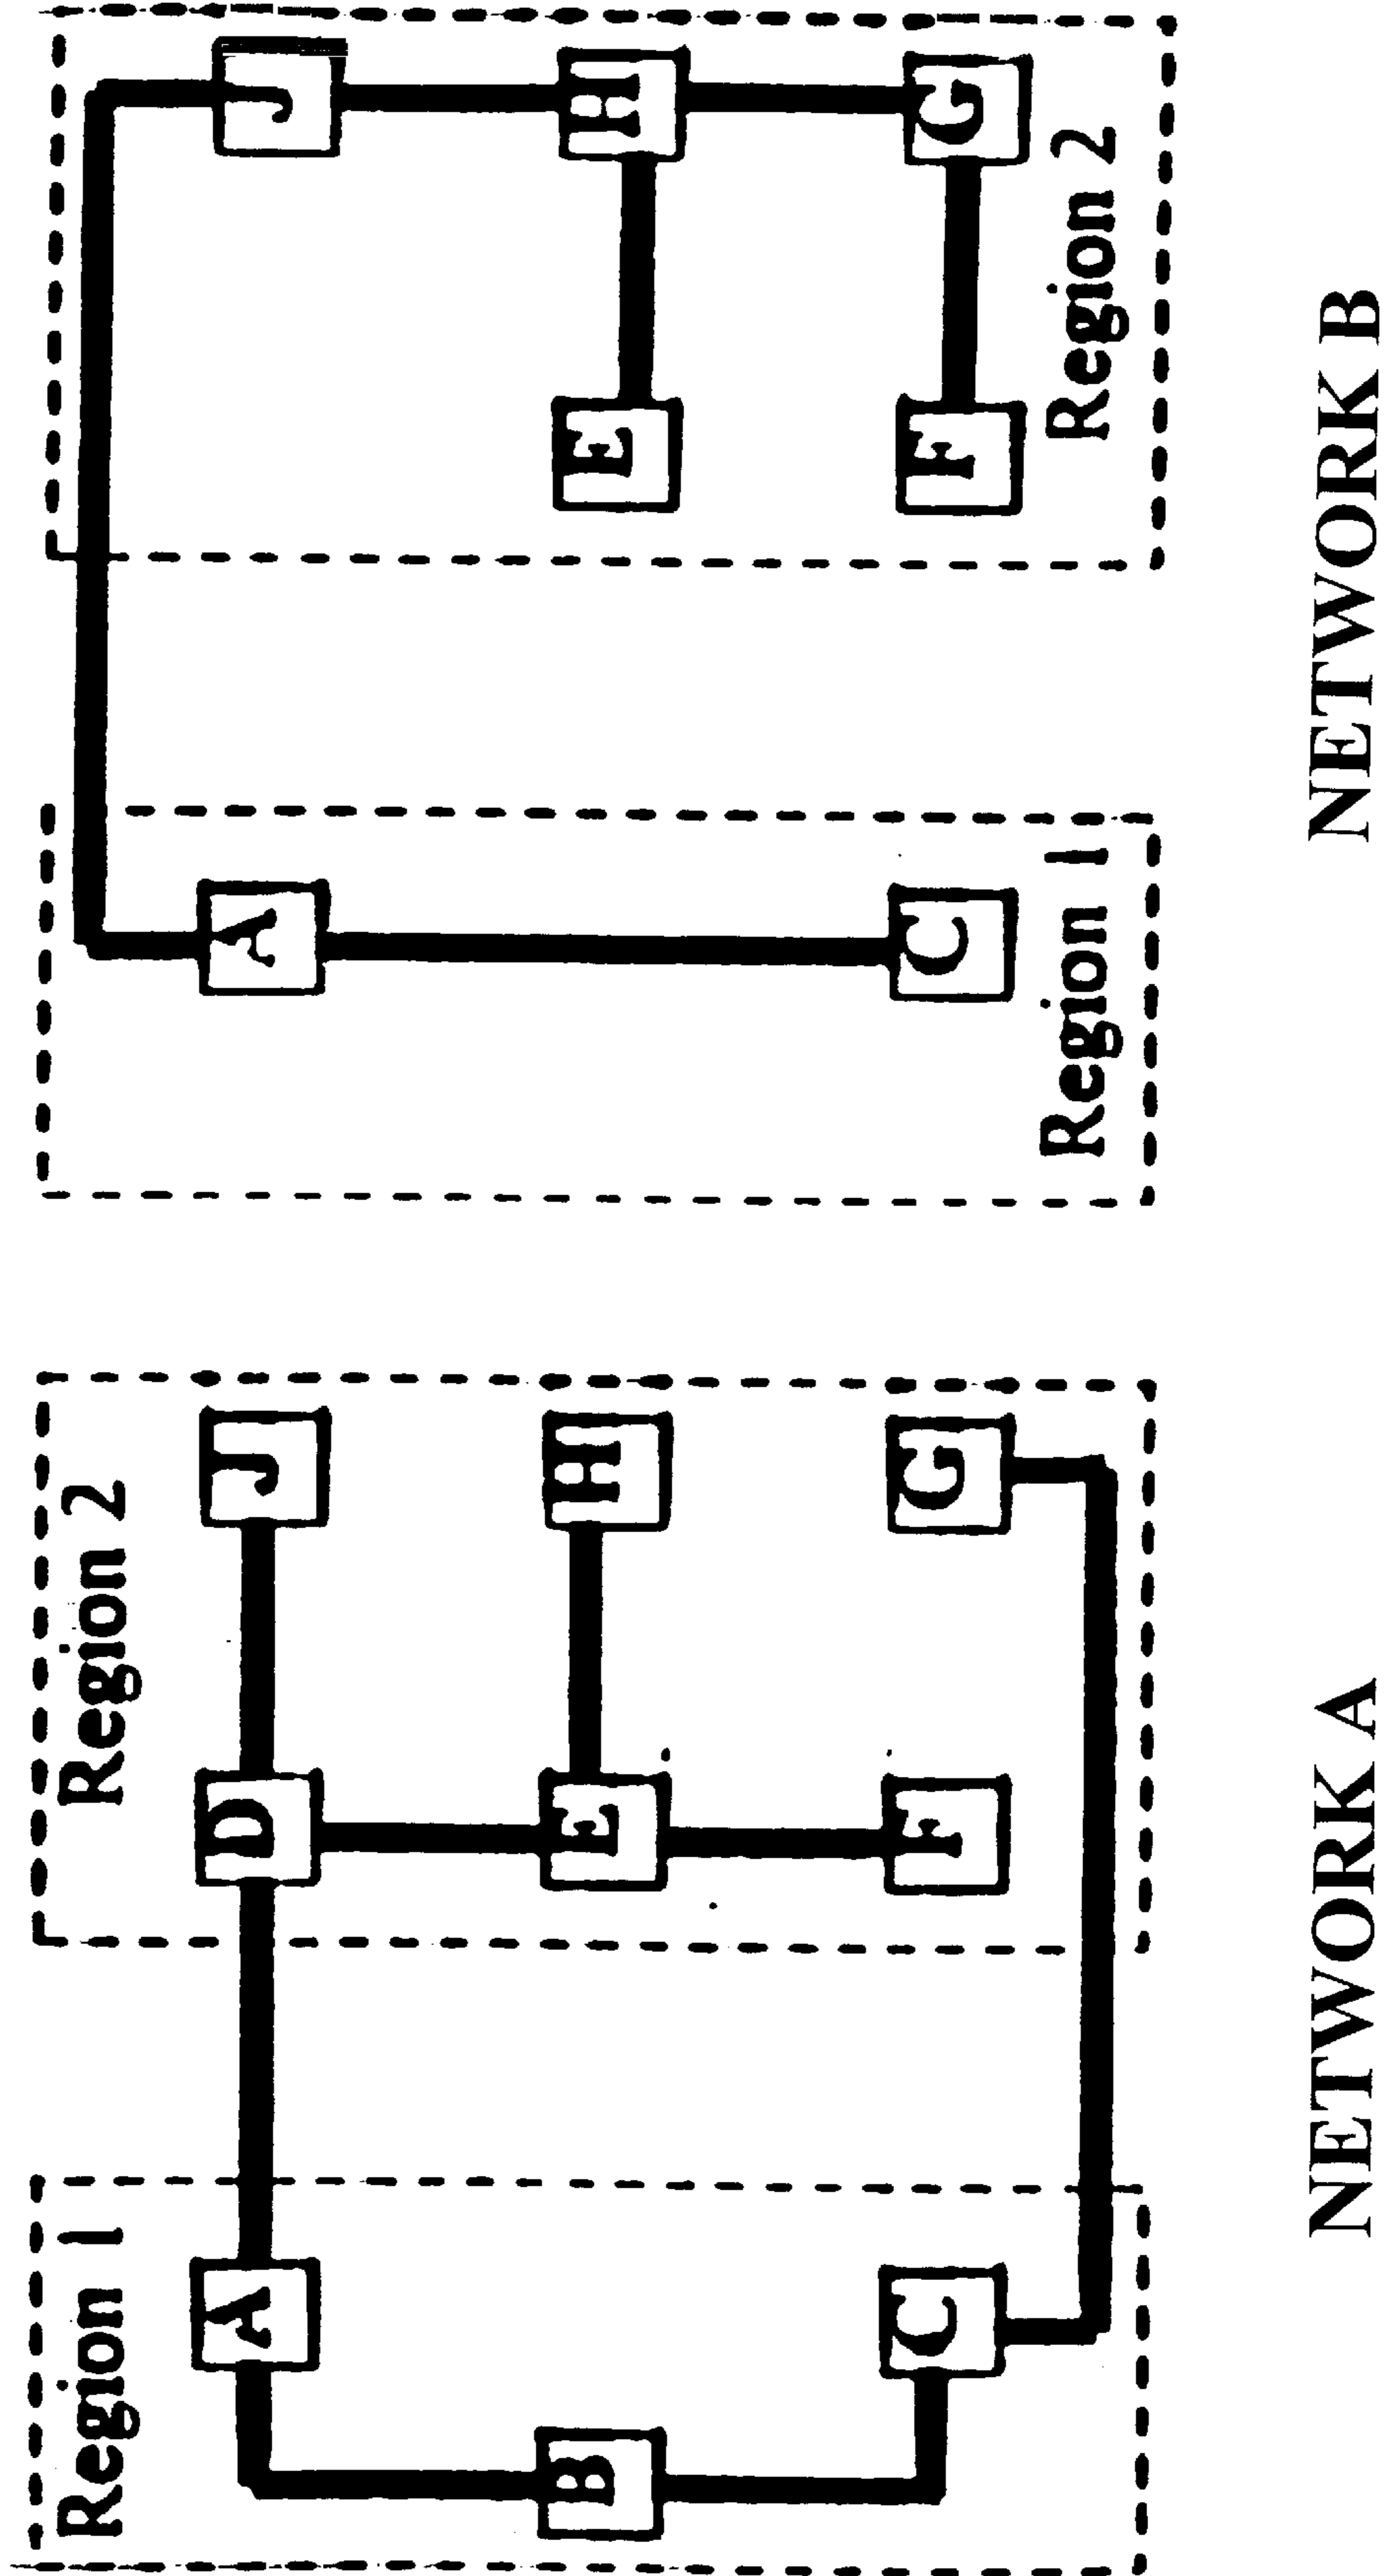 Region 1
Region 2
A D J
B E H
C F G
NETWORK A
A J
E H
C F G
Region 1
Region 2
NETWORK B